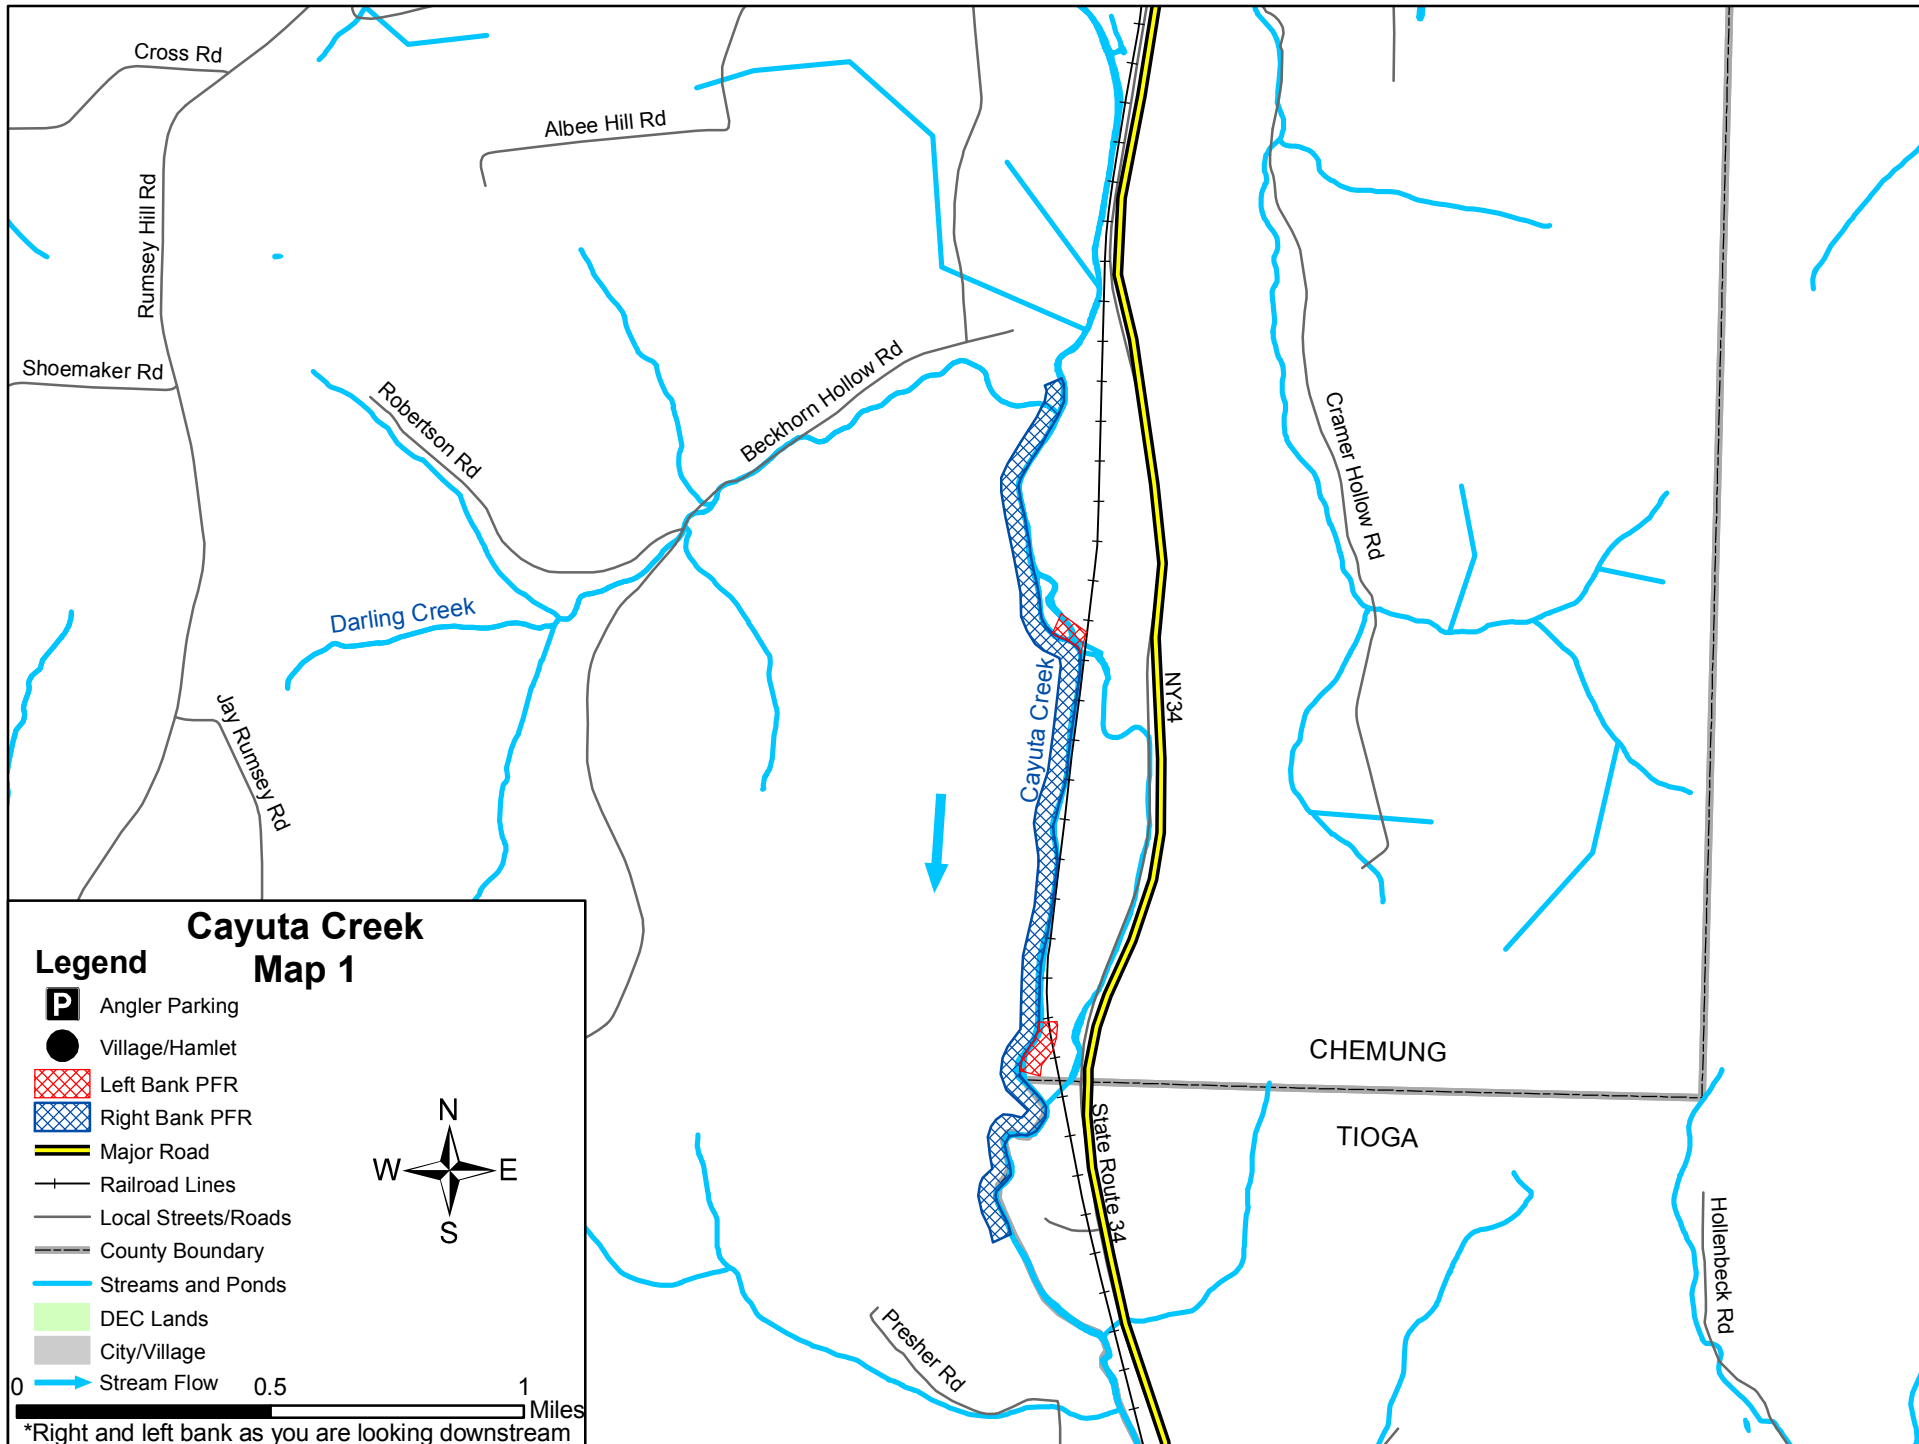 Cross Rd
Albee Hill Rd
Rumsey Hill Rd
Shoemaker Rd
Robertson Rd
Beckhorn Hollow Rd
Cramer Hollow Rd
Darling Creek
Jay Rumsey Rd
Cayuta Creek
NY34
CHEMUNG
TIOGA
State Route 34
Hollenbeck Rd
Presher Rd
Cayuta Creek
Map 1
Legend
P Angler Parking
Village/Hamlet
Left Bank PFR
Right Bank PFR
Major Road
Railroad Lines
Local Streets/Roads
County Boundary
Streams and Ponds
DEC Lands
City/Village
Stream Flow
N
W E
S
0 0.5 1
Miles
*Right and left bank as you are looking downstream